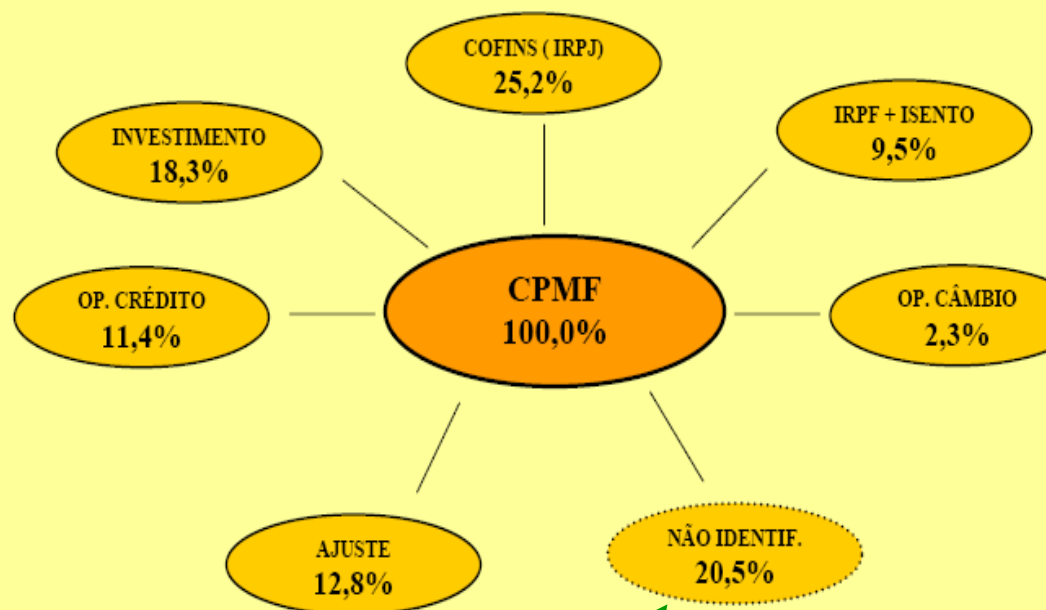 COFINS ( IRPJ)
25,2%
IRPF + ISENTO
9,5%
INVESTIMENTO
18,3%
CPMF
100,0%
OP. CRÉDITO
11,4%
OP. CÂMBIO
2,3%
AJUSTE
12,8%
NÃO IDENTIF.
20,5%